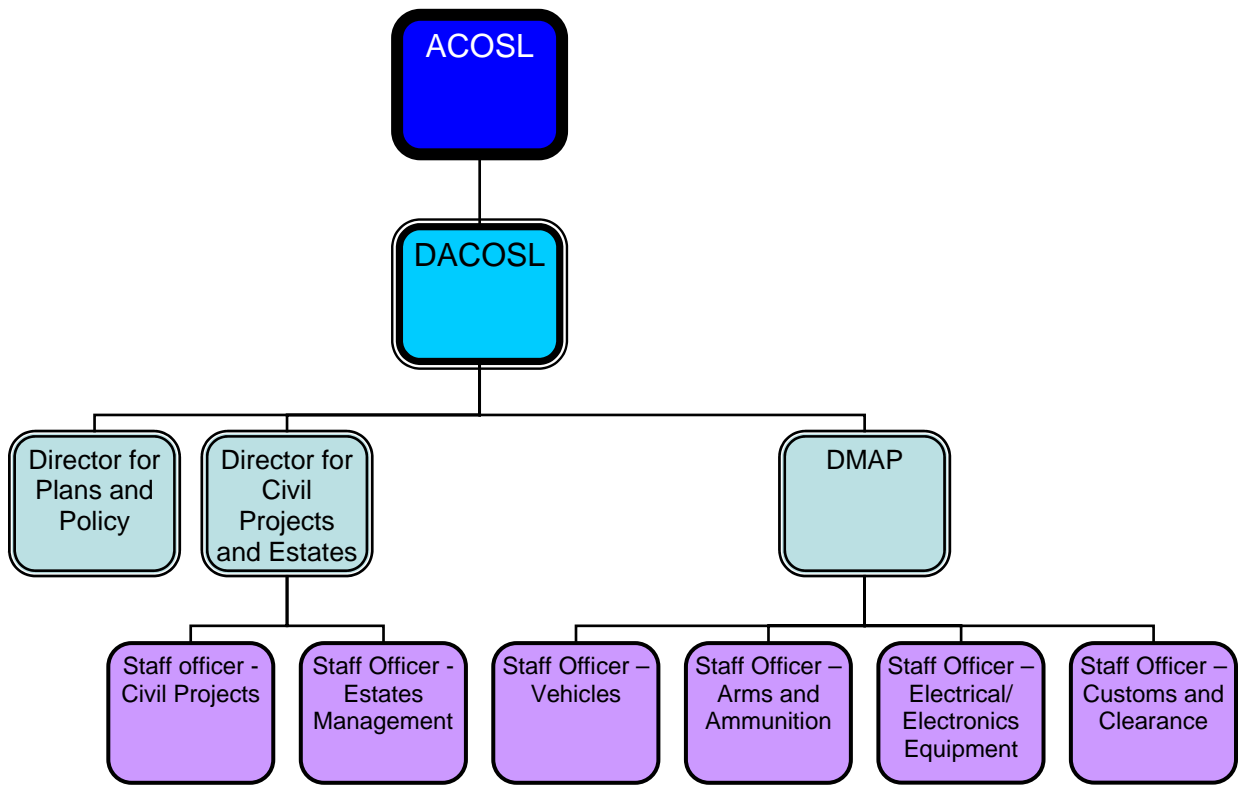 ACOSL
DACOSL
Director for
Plans and
Policy
Director for
Civil
Projects
and Estates
DMAP
Staff officer -
Civil Projects
Staff Officer -
Estates
Management
Staff Officer –
Vehicles
Staff Officer –
Arms and
Ammunition
Staff Officer –
Electrical/
Electronics
Equipment
Staff Officer –
Customs and
Clearance